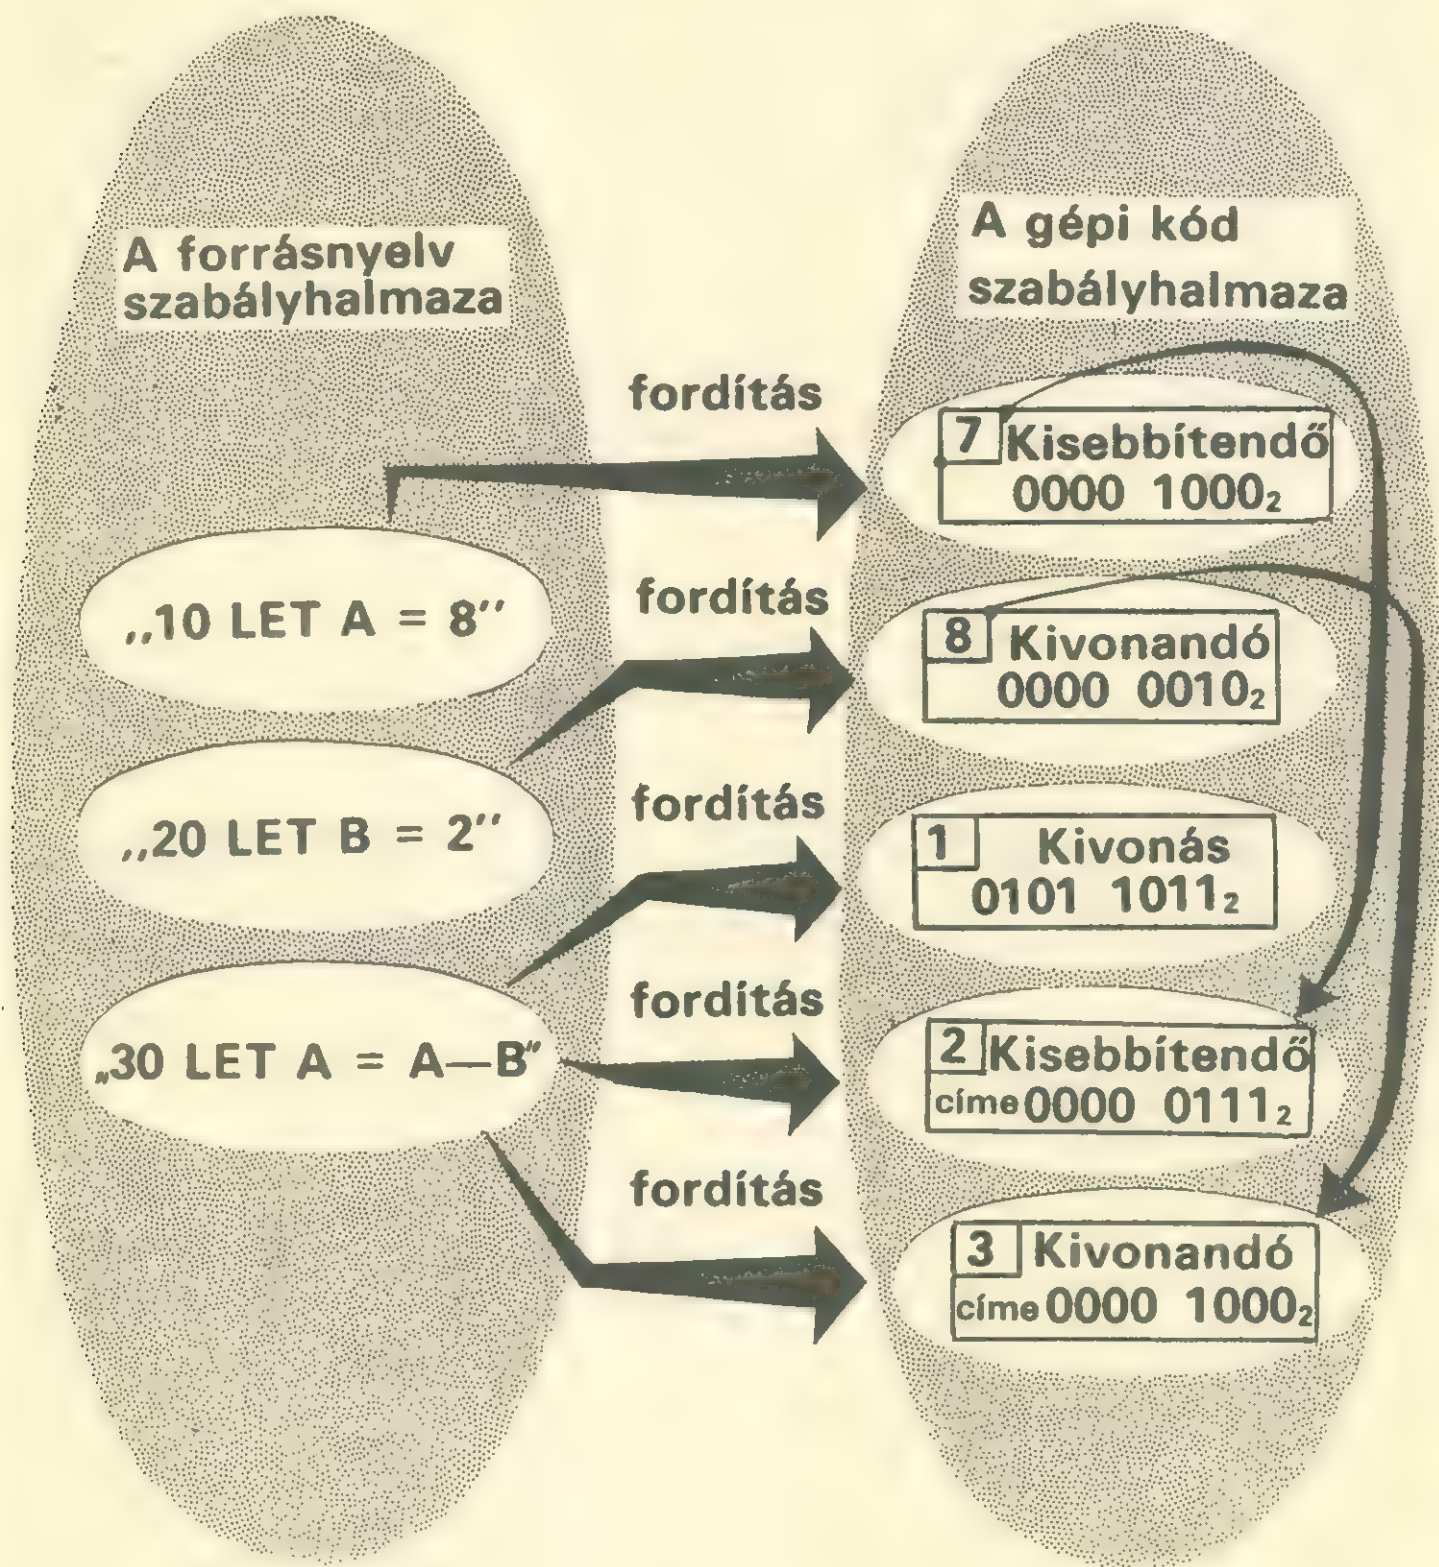 A forrásnyelv
szabályhalmaza
„10 LET A = 8”
„20 LET B = 2”
„30 LET A = A—B”
fordítás
fordítás
fordítás
fordítás
fordítás
A gépi kód
szabályhalmaza
7 Kisebbítendő
0000 1000₂
8 Kivonandó
0000 0010₂
1 Kivonás
0101 1011₂
2 Kisebbítendő
címe 0000 0111₂
3 Kivonandó
címe 0000 1000₂